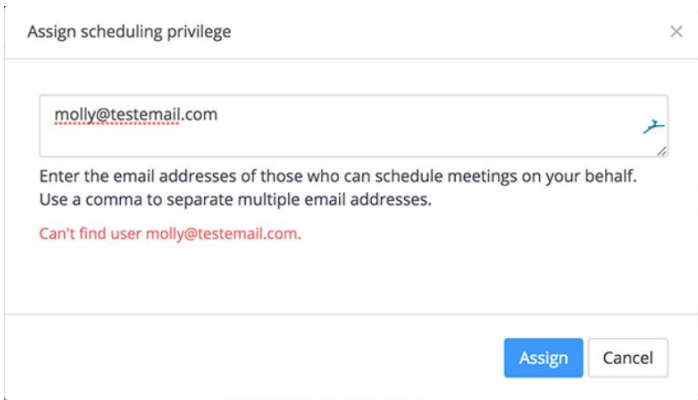 Assign scheduling privilege
molly@testemail.com
Enter the email addresses of those who can schedule meetings on your behalf.
Use a comma to separate multiple email addresses.
Can't find user molly@testemail.com.
Assign Cancel